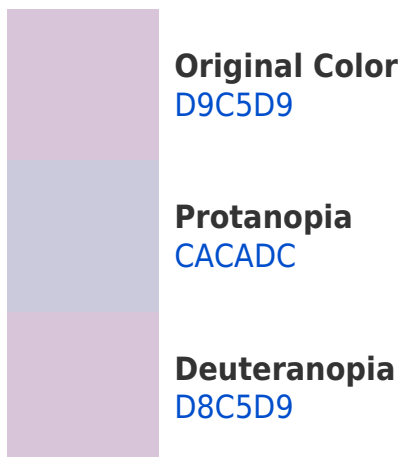 Original Color
D9C5D9
Protanopia
CACADC
Deuteranopia
D8C5D9